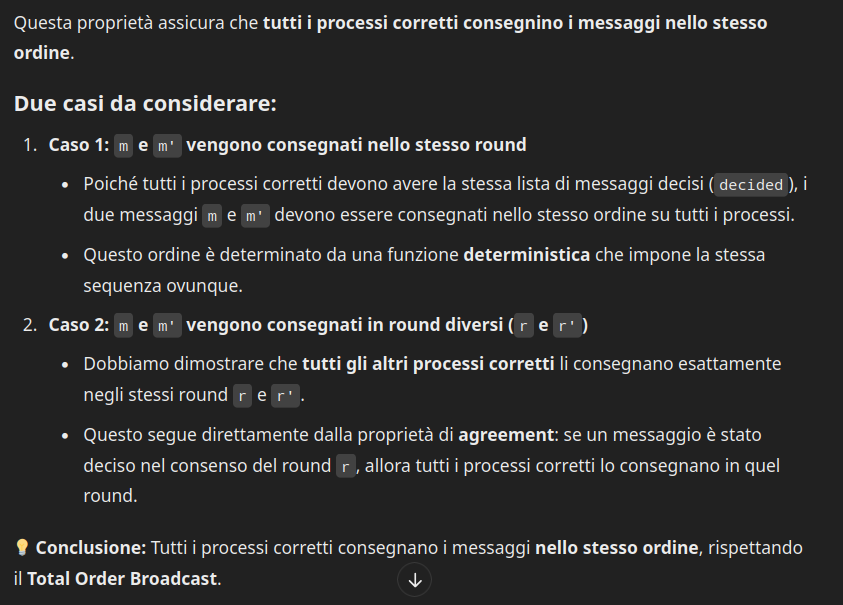 Questa proprietà assicura che tutti i processi corretti consegnino i messaggi nello stesso
ordine.
Due casi da considerare:
1. Caso 1: m e m' vengono consegnati nello stesso round
• Poiché tutti i processi corretti devono avere la stessa lista di messaggi decisi (decided), i
due messaggi m e m' devono essere consegnati nello stesso ordine su tutti i processi.
• Questo ordine è determinato da una funzione deterministica che impone la stessa
sequenza ovunque.
2. Caso 2: m e m' vengono consegnati in round diversi (r e r')
• Dobbiamo dimostrare che tutti gli altri processi corretti li consegnano esattamente
negli stessi round r e r'.
• Questo segue direttamente dalla proprietà di agreement: se un messaggio è stato
deciso nel consenso del round r, allora tutti i processi corretti lo consegnano in quel
round.
💡 Conclusione: Tutti i processi corretti consegnano i messaggi nello stesso ordine, rispettando
il Total Order Broadcast.